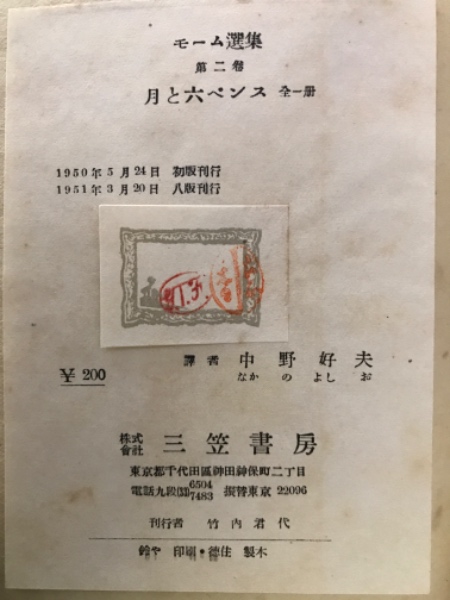 モーム選集
第二巻
月と六ペンス 全一册
1950年5月24日 初版刊行
1951年3月20日 八版刊行
譯者 中野好夫
なかのよしお
¥200
株式會社 三笠書房
東京都千代田區神田神保町二丁目
電話九段(33)6504 7483 振替東京 22096
刊行者 竹内君代
鈴や 印刷・徳住 製本